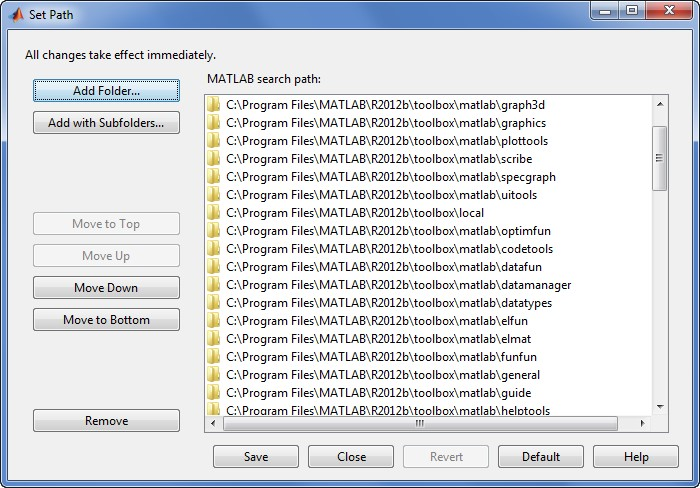 Set Path
All changes take effect immediately.
Add Folder...
Add with Subfolders...
Move to Top
Move Up
Move Down
Move to Bottom
Remove
MATLAB search path:
C:\Program Files\MATLAB\R2012b\toolbox\matlab\graph3d
C:\Program Files\MATLAB\R2012b\toolbox\matlab\graphics
C:\Program Files\MATLAB\R2012b\toolbox\matlab\plottools
C:\Program Files\MATLAB\R2012b\toolbox\matlab\scribe
C:\Program Files\MATLAB\R2012b\toolbox\matlab\specgraph
C:\Program Files\MATLAB\R2012b\toolbox\matlab\uitools
C:\Program Files\MATLAB\R2012b\toolbox\local
C:\Program Files\MATLAB\R2012b\toolbox\matlab\optimfun
C:\Program Files\MATLAB\R2012b\toolbox\matlab\codetools
C:\Program Files\MATLAB\R2012b\toolbox\matlab\datafun
C:\Program Files\MATLAB\R2012b\toolbox\matlab\datamanager
C:\Program Files\MATLAB\R2012b\toolbox\matlab\datatypes
C:\Program Files\MATLAB\R2012b\toolbox\matlab\elfun
C:\Program Files\MATLAB\R2012b\toolbox\matlab\elmat
C:\Program Files\MATLAB\R2012b\toolbox\matlab\funfun
C:\Program Files\MATLAB\R2012b\toolbox\matlab\general
C:\Program Files\MATLAB\R2012b\toolbox\matlab\guide
C:\Program Files\MATLAB\R2012b\toolbox\matlab\helptools
Save
Close
Revert
Default
Help